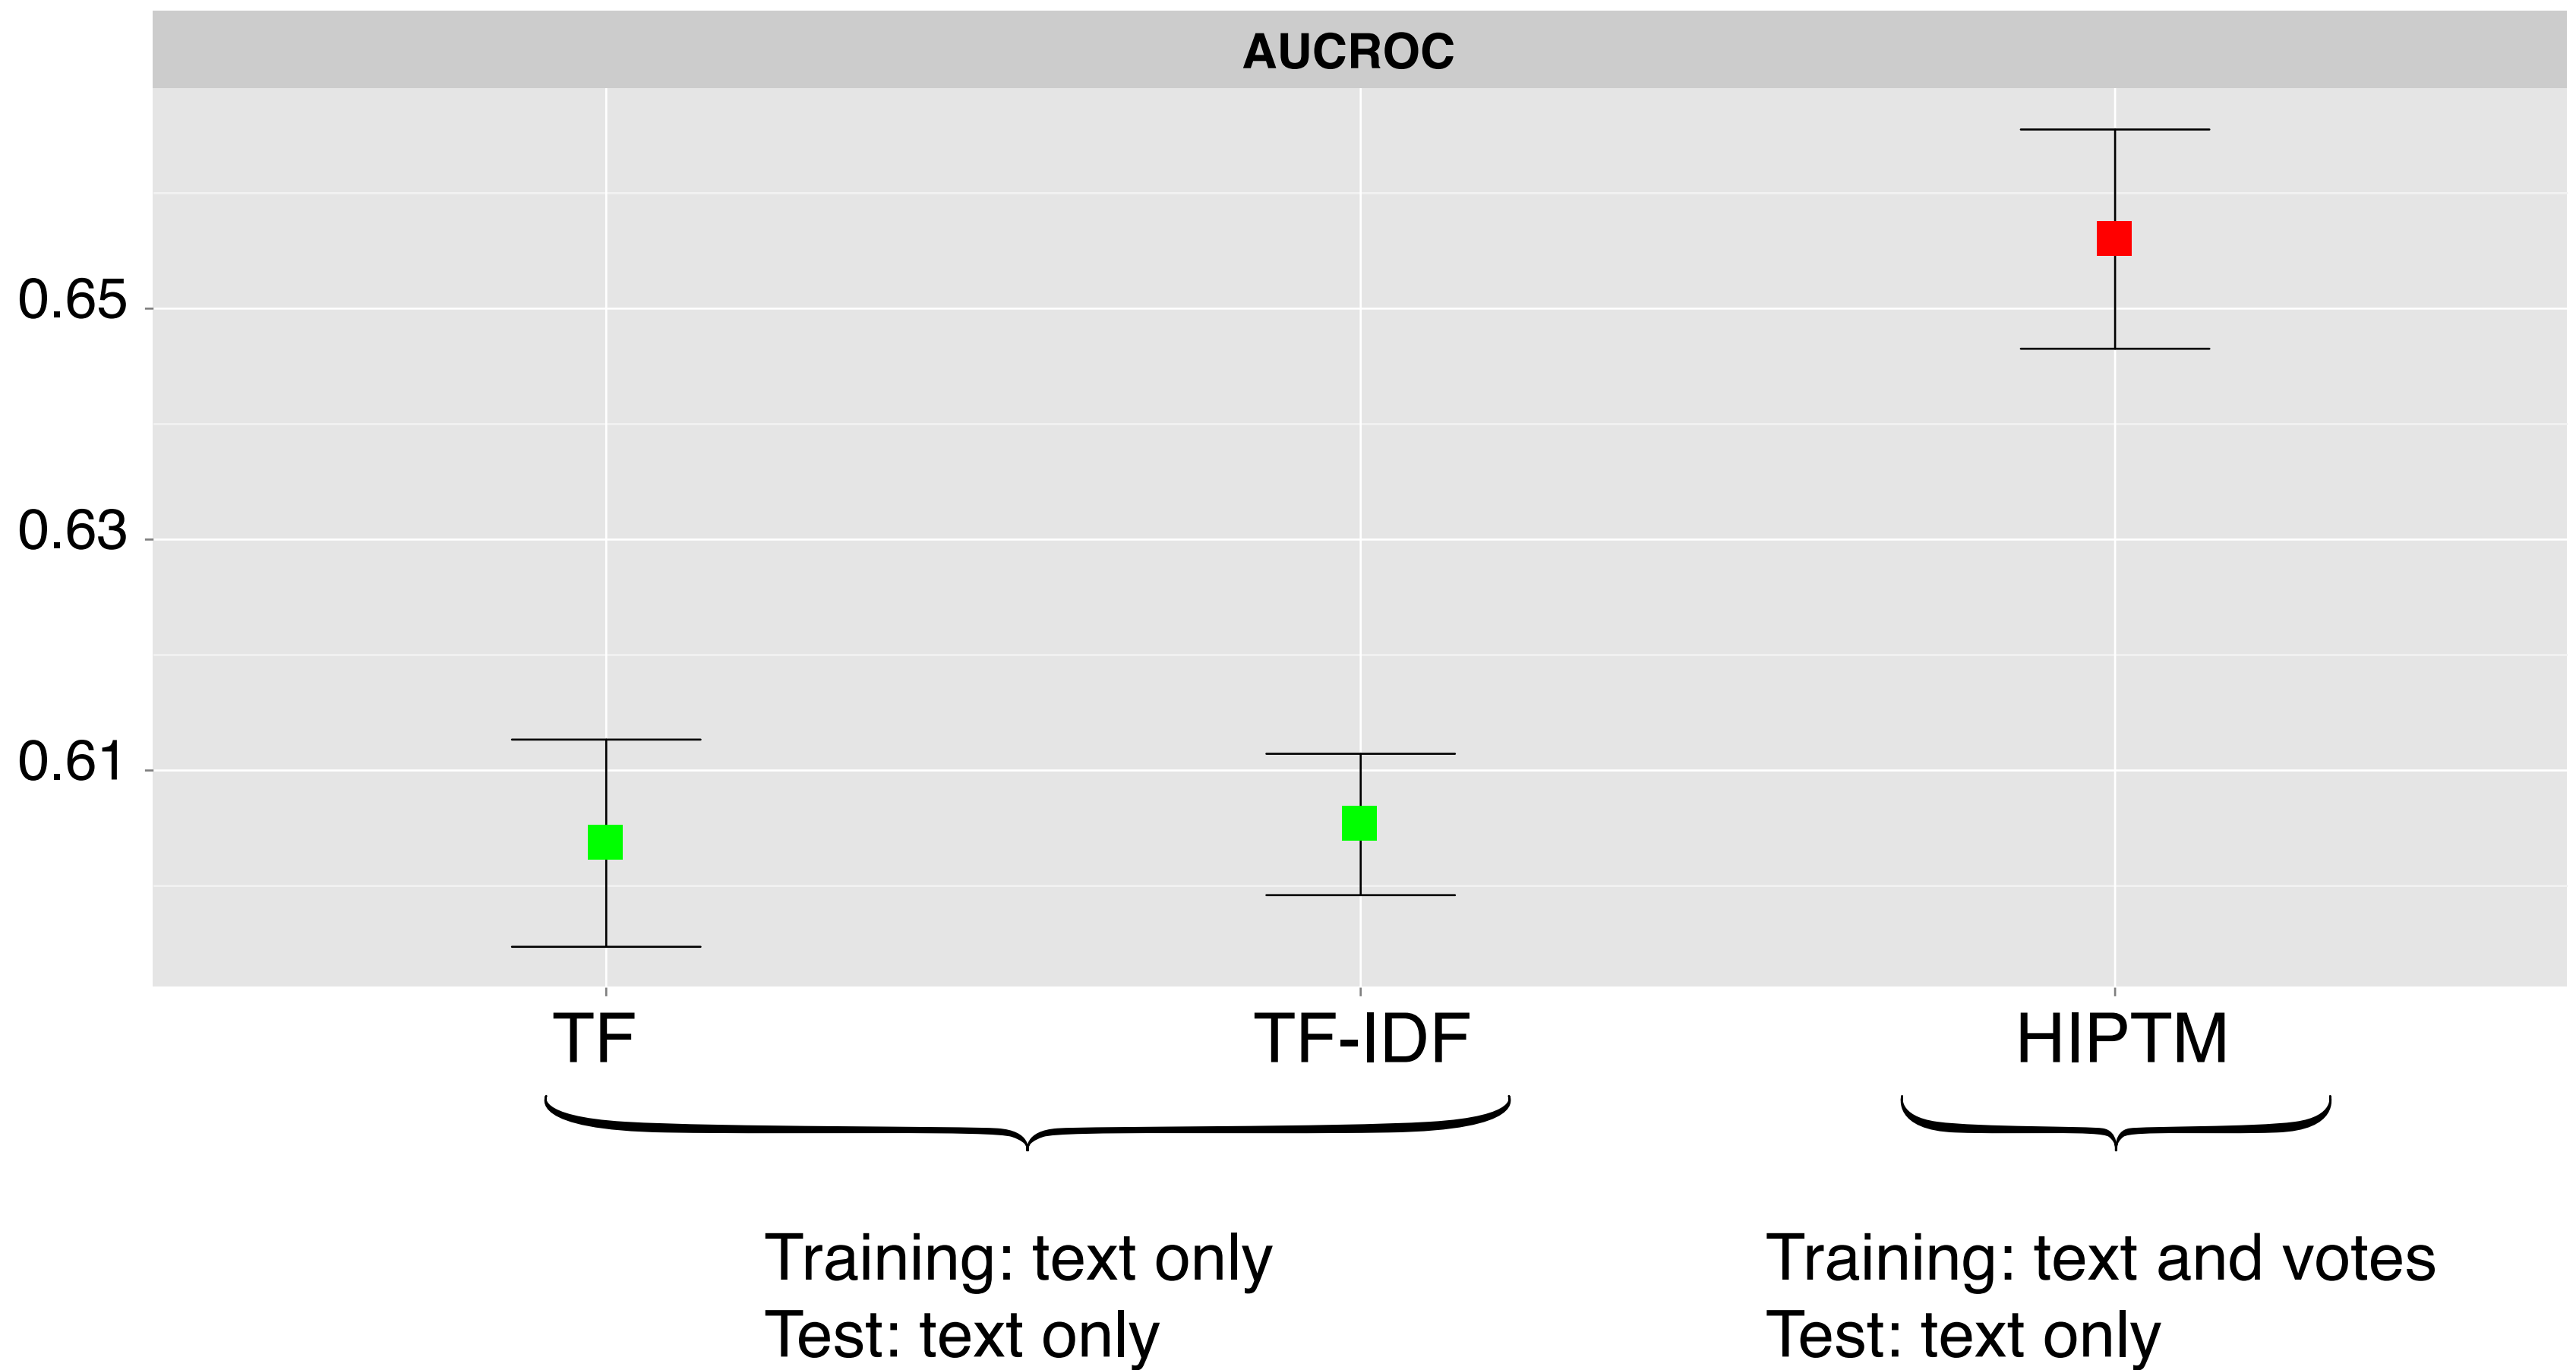 AUCROC
0.65
0.63
0.61
TF TF-IDF HIPTM
Training: text only
Test: text only
Training: text and votes
Test: text only